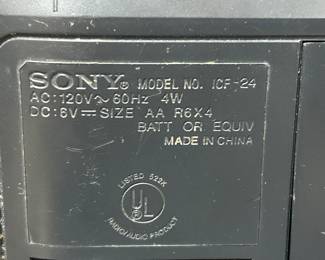 SONY® MODEL NO. ICF-24
AC:120V~60Hz 4W
DC:6V⎓SIZE AA R6X4
BATT OR EQUIV
MADE IN CHINA
LISTED 522K
UL
®
RADIO/AUDIO PRODUCT